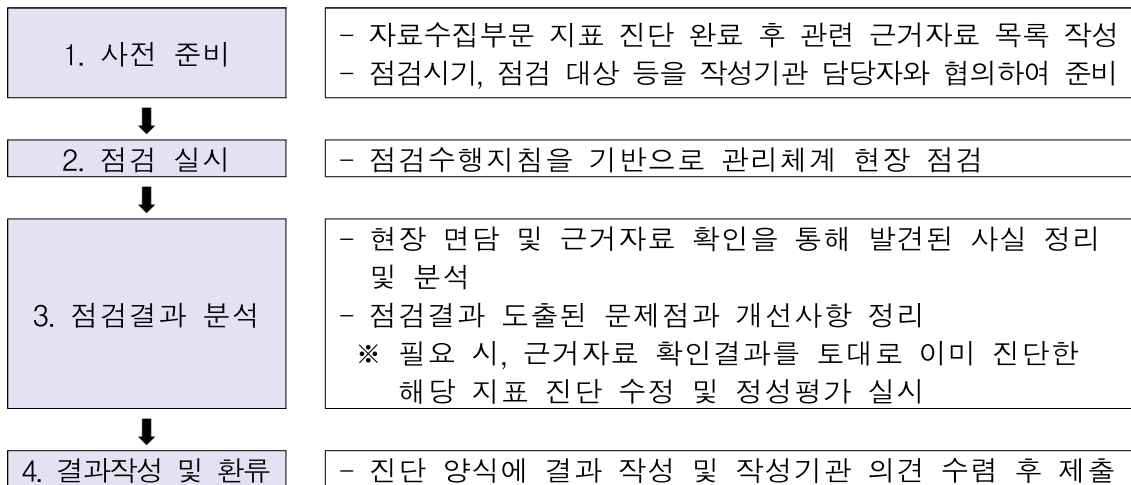 1. 사전 준비
- 자료수집부문 지표 진단 완료 후 관련 근거자료 목록 작성
- 점검시기, 점검 대상 등을 작성기관 담당자와 협의하여 준비
2. 점검 실시
- 점검수행지침을 기반으로 관리체계 현장 점검
3. 점검결과 분석
- 현장 면담 및 근거자료 확인을 통해 발견된 사실 정리
및 분석
- 점검결과 도출된 문제점과 개선사항 정리
※ 필요 시, 근거자료 확인결과를 토대로 이미 진단한
해당 지표 진단 수정 및 정성평가 실시
4. 결과작성 및 환류
- 진단 양식에 결과 작성 및 작성기관 의견 수렴 후 제출